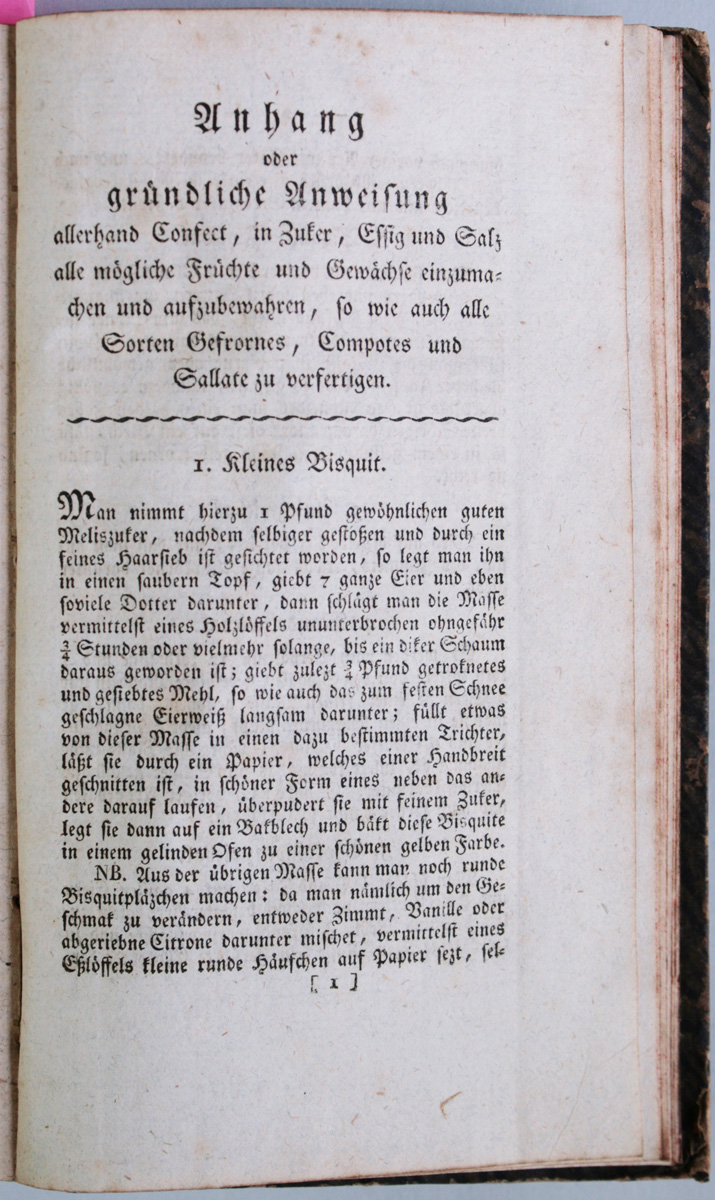 Anhang
oder
gründliche Anweisung
allerhand Confect, in Zuker, Essig und Salz
alle mögliche Früchte und Gewächse einzuma-
chen und aufzubewahren, so wie auch alle
Sorten Gefrornes, Compotes und
Sallate zu verfertigen.
1. Kleines Bisquit.
Man nimmt hierzu 1 Pfund gewöhnlichen guten
Meliszuker, nachdem selbiger gestoßen und durch ein
feines Haarsieb ist gesichtet worden, so legt man ihn
in einen saubern Topf, giebt 7 ganze Eier und eben
soviele Dotter darunter, dann schlägt man die Masse
vermittelst eines Holzlöffels ununterbrochen ohngefähr
¾ Stunden oder vielmehr solange, bis ein diker Schaum
daraus geworden ist; giebt zulezt ¾ Pfund getroknetes
und gesiebtes Mehl, so wie auch das zum festen Schnee
geschlagne Eierweiß langsam darunter; füllt etwas
von dieser Masse in einen dazu bestimmten Trichter,
läßt sie durch ein Papier, welches einer Handbreit
geschnitten ist, in schöner Form eines neben das an-
dere darauf laufen, überpudert sie mit feinem Zuker,
legt sie dann auf ein Bakblech und bäkt diese Bisquite
in einem gelinden Ofen zu einer schönen gelben Farbe.
NB. Aus der übrigen Masse kann man noch runde
Bisquitpläzchen machen: da man nämlich um den Ge-
schmak zu verändern, entweder Zimmt, Vanille oder
abgeriebne Citrone darunter mischet, vermittelst eines
Eßlöffels kleine runde Häufchen auf Papier sezt, sel-
[ 1 ]